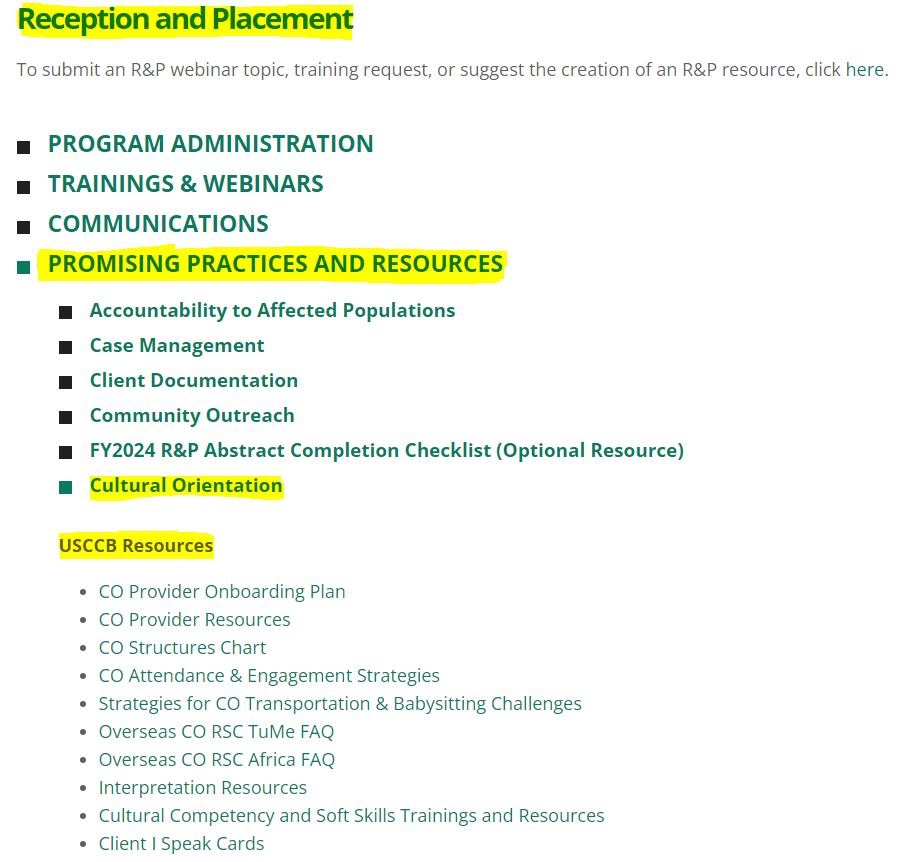 Reception and Placement
To submit an R&P webinar topic, training request, or suggest the creation of an R&P resource, click here.
PROGRAM ADMINISTRATION
TRAININGS & WEBINARS
COMMUNICATIONS
PROMISING PRACTICES AND RESOURCES
Accountability to Affected Populations
Case Management
Client Documentation
Community Outreach
FY2024 R&P Abstract Completion Checklist (Optional Resource)
Cultural Orientation
USCCB Resources
CO Provider Onboarding Plan
CO Provider Resources
CO Structures Chart
CO Attendance & Engagement Strategies
Strategies for CO Transportation & Babysitting Challenges
Overseas CO RSC TuMe FAQ
Overseas CO RSC Africa FAQ
Interpretation Resources
Cultural Competency and Soft Skills Trainings and Resources
Client I Speak Cards